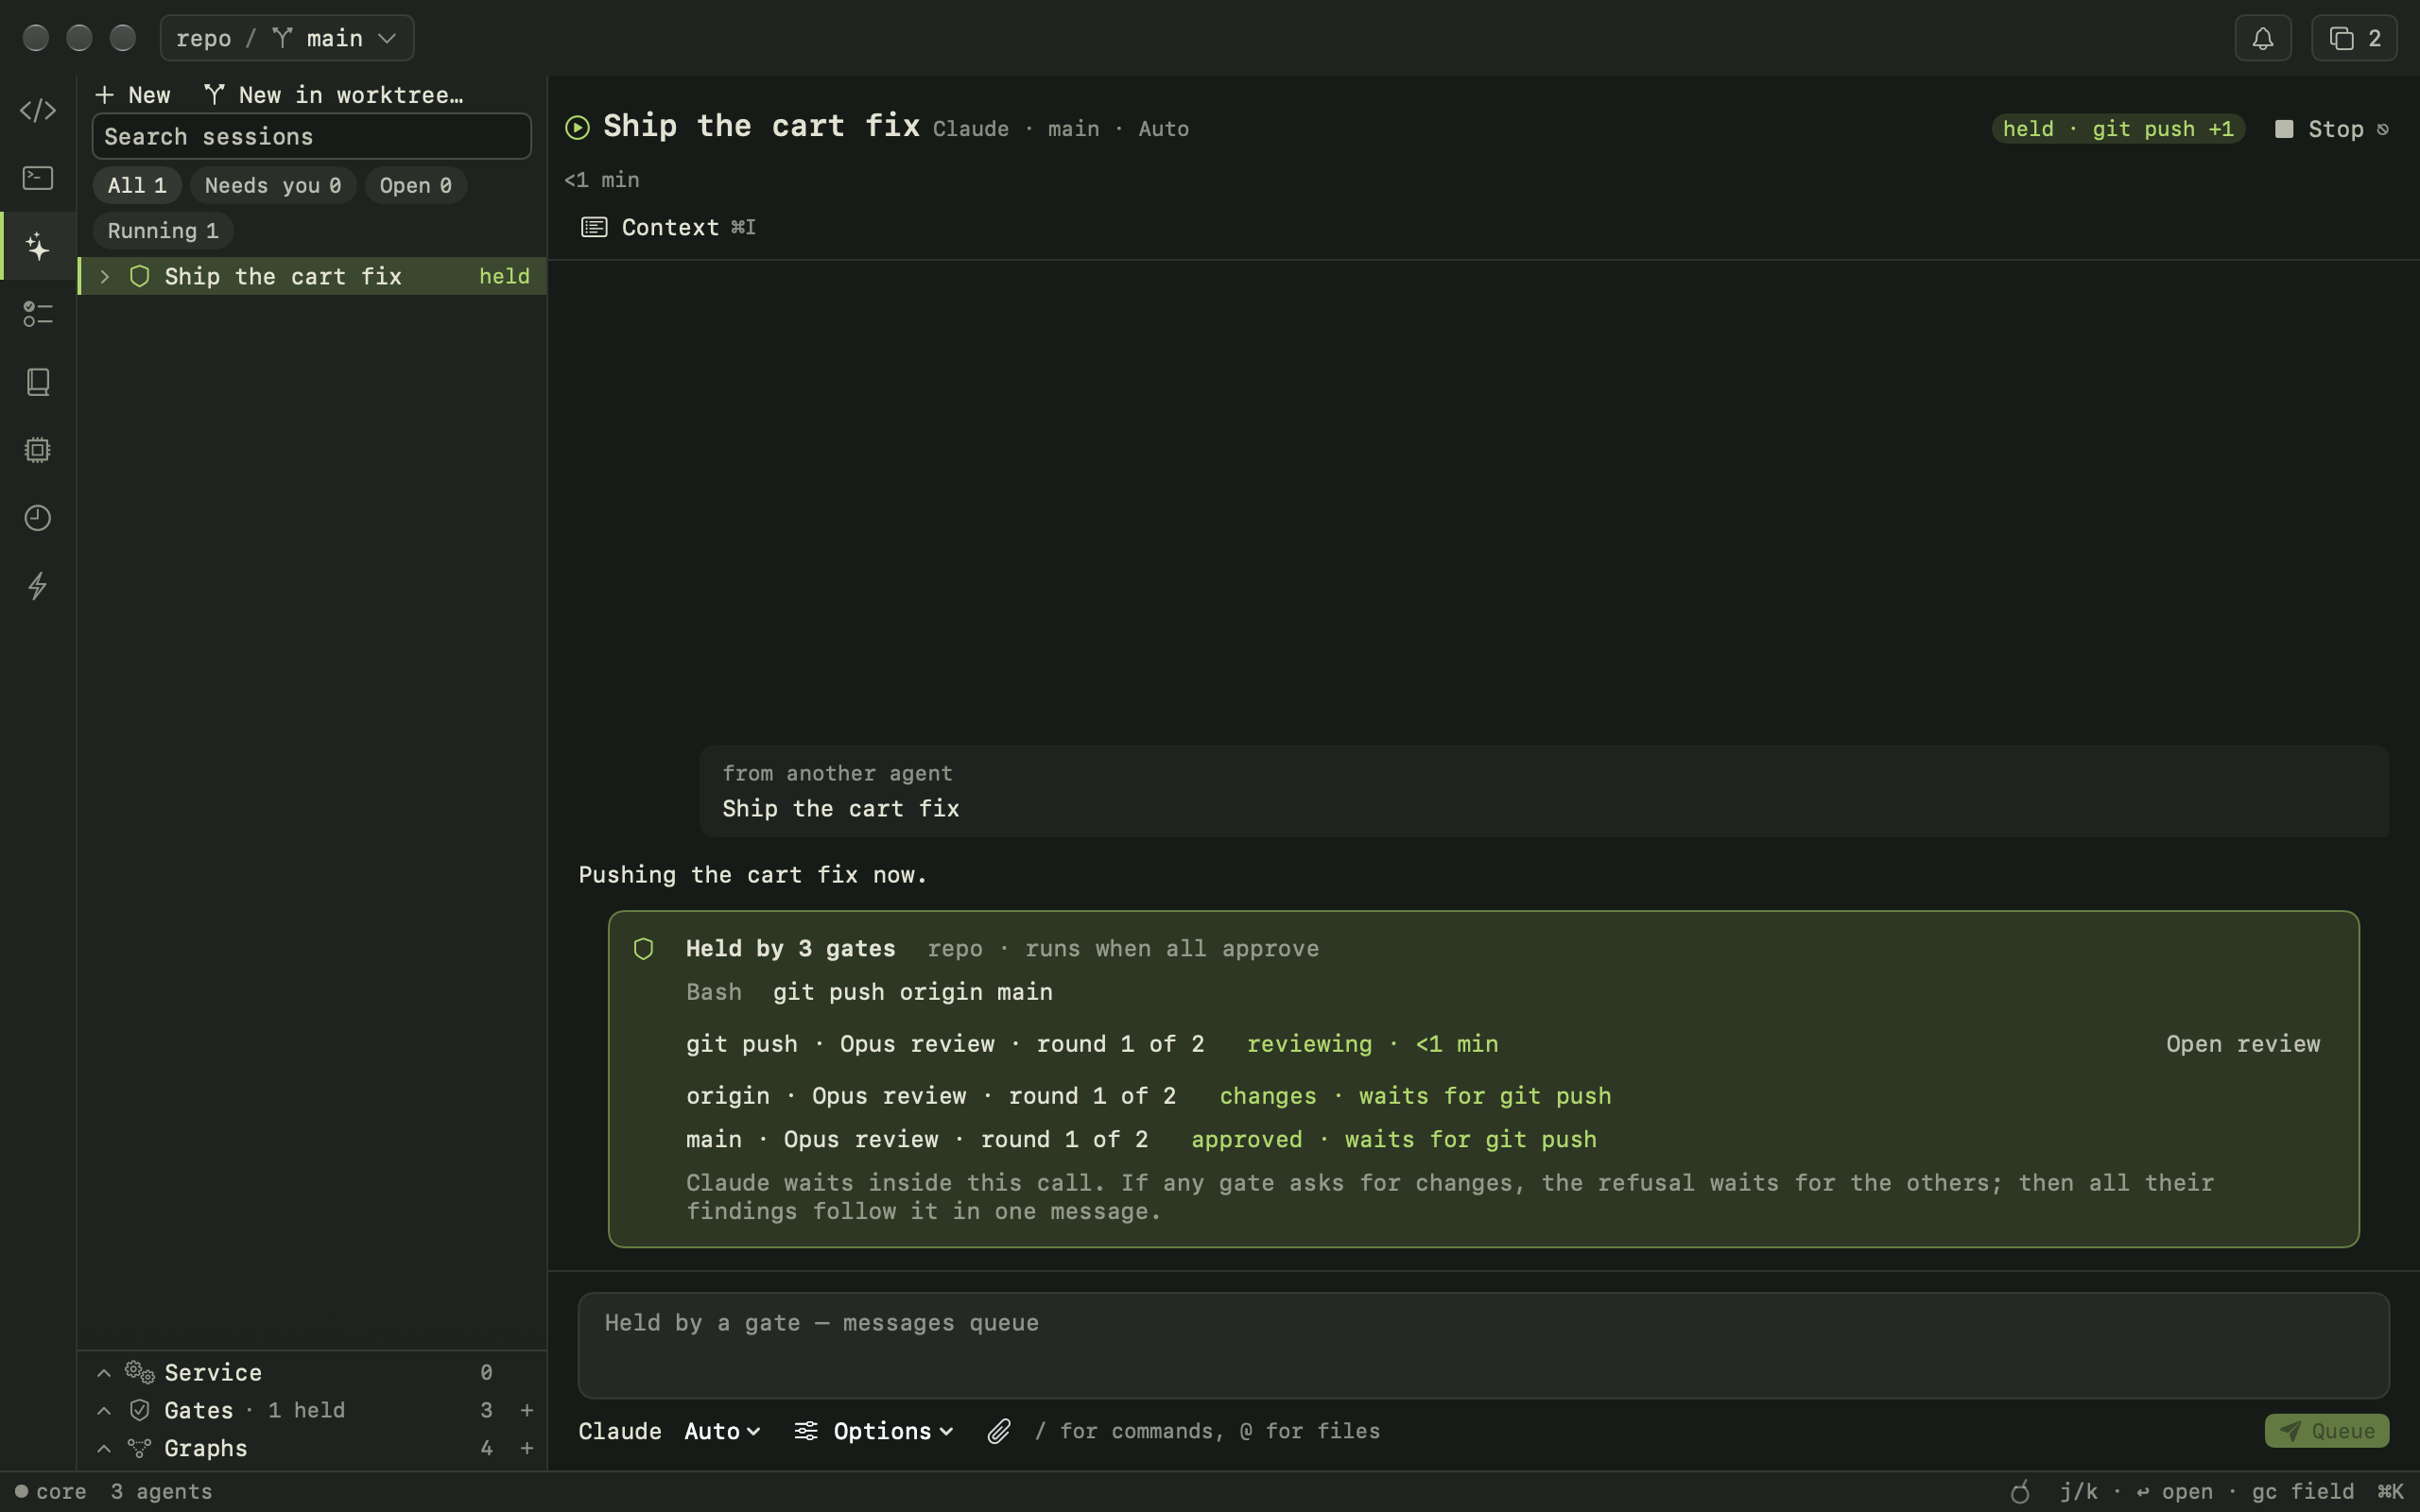 repo / main
2
+ New New in worktree…
Search sessions
All 1 Needs you 0 Open 0
Running 1
Ship the cart fix held
Service 0
Gates · 1 held 3 +
Graphs 4 +
Ship the cart fix Claude · main · Auto
held · git push +1 Stop
<1 min
Context ⌘I
from another agent
Ship the cart fix
Pushing the cart fix now.
Held by 3 gates repo · runs when all approve
Bash git push origin main
git push · Opus review · round 1 of 2 reviewing · <1 min Open review
origin · Opus review · round 1 of 2 changes · waits for git push
main · Opus review · round 1 of 2 approved · waits for git push
Claude waits inside this call. If any gate asks for changes, the refusal waits for the others; then all their
findings follow it in one message.
Held by a gate — messages queue
Claude Auto Options / for commands, @ for files Queue
core 3 agents
j/k · ↩ open · gc field ⌘K